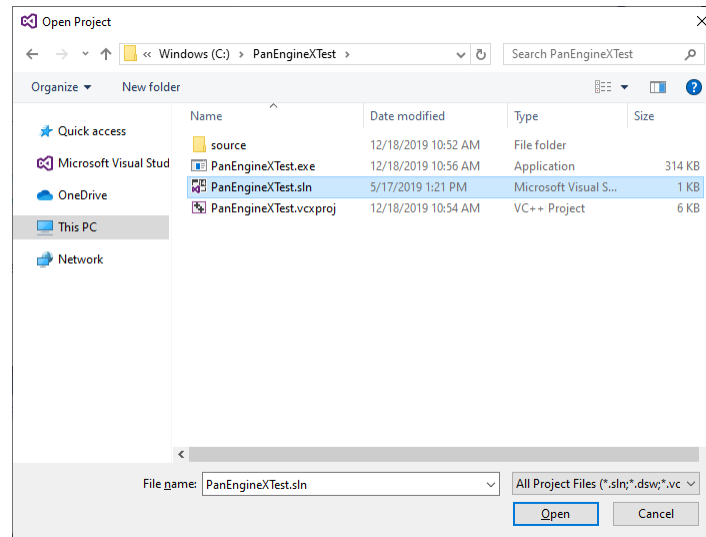 Open Project
« Windows (C:) > PanEngineXTest >
Search PanEngineXTest
Organize
New folder
Name Date modified Type Size
Quick access
Microsoft Visual Stud
OneDrive
This PC
Network
source 12/18/2019 10:52 AM File folder
PanEngineXTest.exe 12/18/2019 10:56 AM Application 314 KB
PanEngineXTest.sln 5/17/2019 1:21 PM Microsoft Visual S... 1 KB
PanEngineXTest.vcxproj 12/18/2019 10:54 AM VC++ Project 6 KB
File name: PanEngineXTest.sln
All Project Files (*.sln;*.dsw;*.vc
Open
Cancel